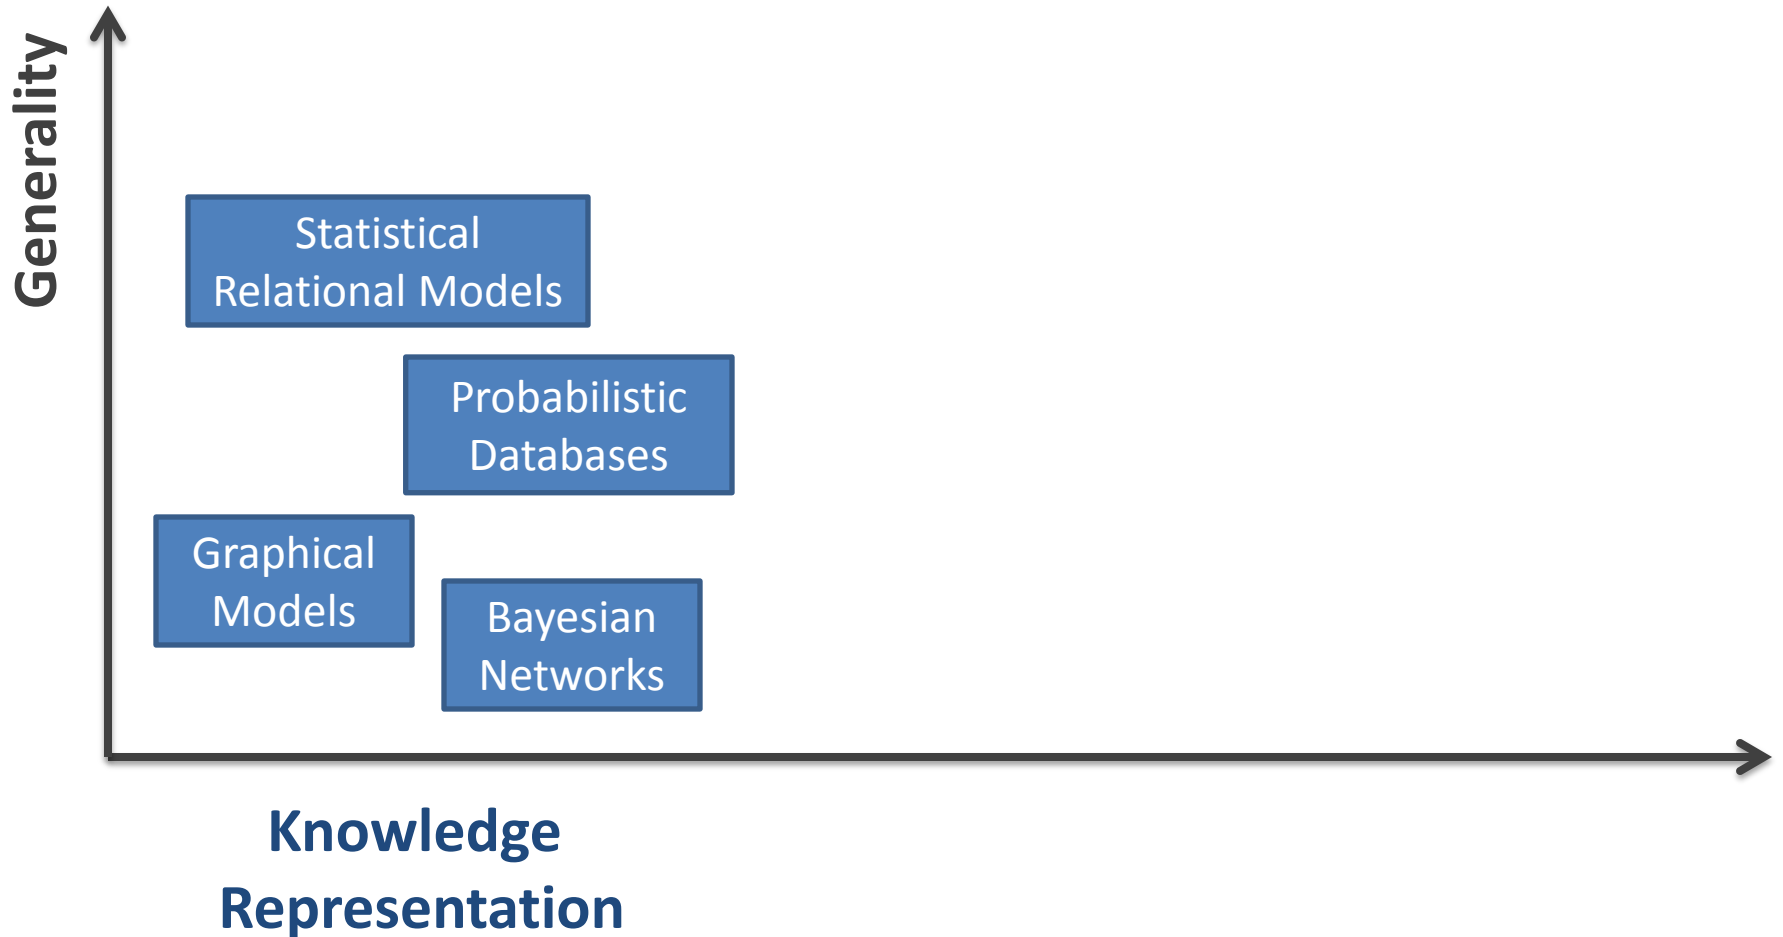 Generality
Statistical
Relational Models
Probabilistic
Databases
Graphical
Models
Bayesian
Networks
Knowledge
Representation